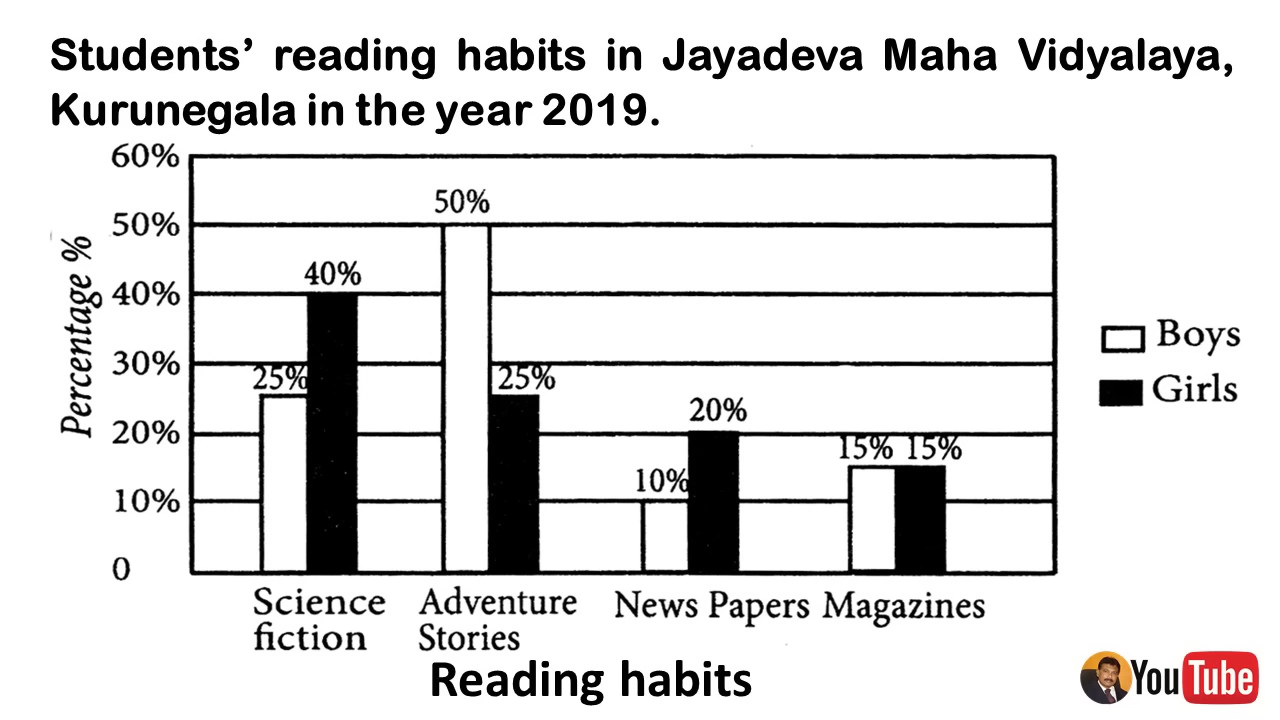 Students’ reading habits in Jayadeva Maha Vidyalaya,
Kurunegala in the year 2019.
60%
50%
50%
40%
40%
30%
25%
25%
20%
20%
15% 15%
10%
10%
0
Percentage %
Boys
Girls
Science
fiction
Adventure
Stories
News Papers
Magazines
Reading habits
YouTube